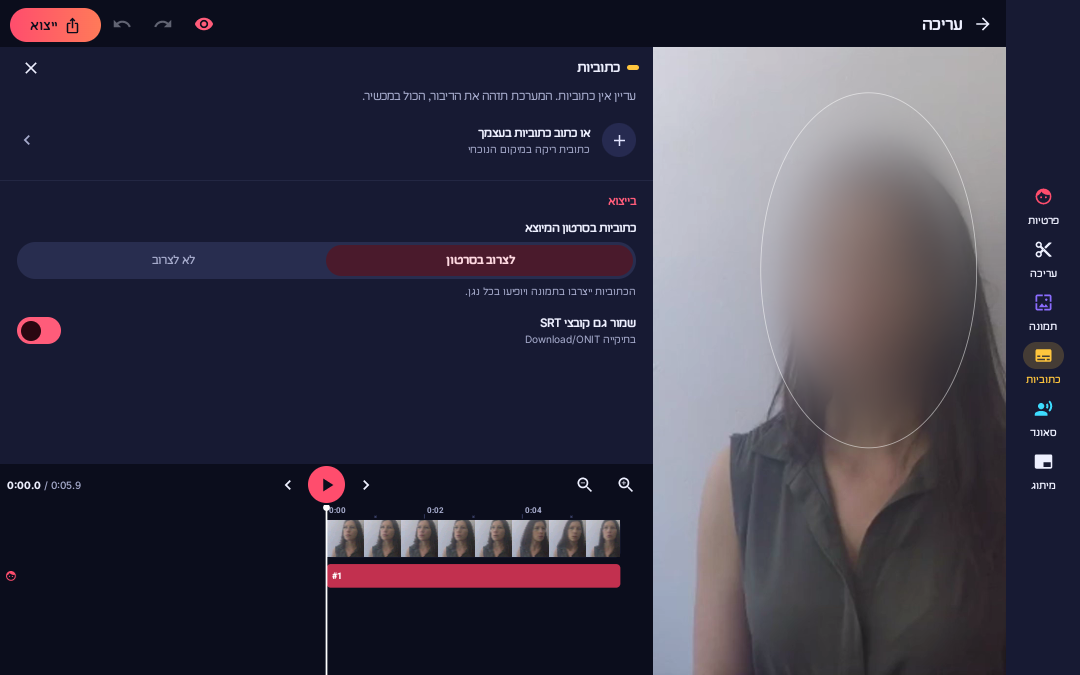 עריכה
ייצוא
כתוביות
עדיין אין כתוביות. המערכת תזהה את הדיבור, הכול במכשיר.
או כתוב כתוביות בעצמך
כתובית ריקה במיקום הנוכחי
בייצוא
כתוביות בסרטון המיוצא
לצרוב בסרטון
לא לצרוב
הכתוביות ייצרבו בתמונה ויופיעו בכל נגן.
שמור גם קובצי SRT
בתיקייה Download/ONIT
0:00.0 / 0:05.9
0:00
0:02
0:04
#1
פרטיות
עריכה
תמונה
כתוביות
סאונד
מיתוג